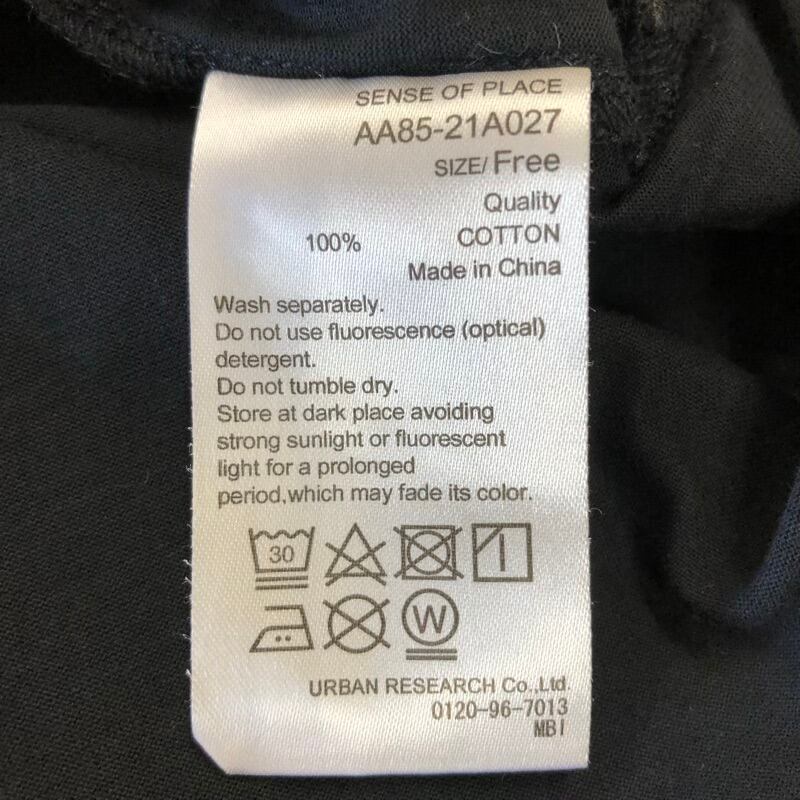 SENSE OF PLACE
AA85-21A027
SIZE/ Free
Quality
100% COTTON
Made in China
Wash separately.
Do not use fluorescence (optical)
detergent.
Do not tumble dry.
Store at dark place avoiding
strong sunlight or fluorescent
light for a prolonged
period,which may fade its color.
30
W
URBAN RESEARCH Co.,Ltd.
0120-96-7013
MBI